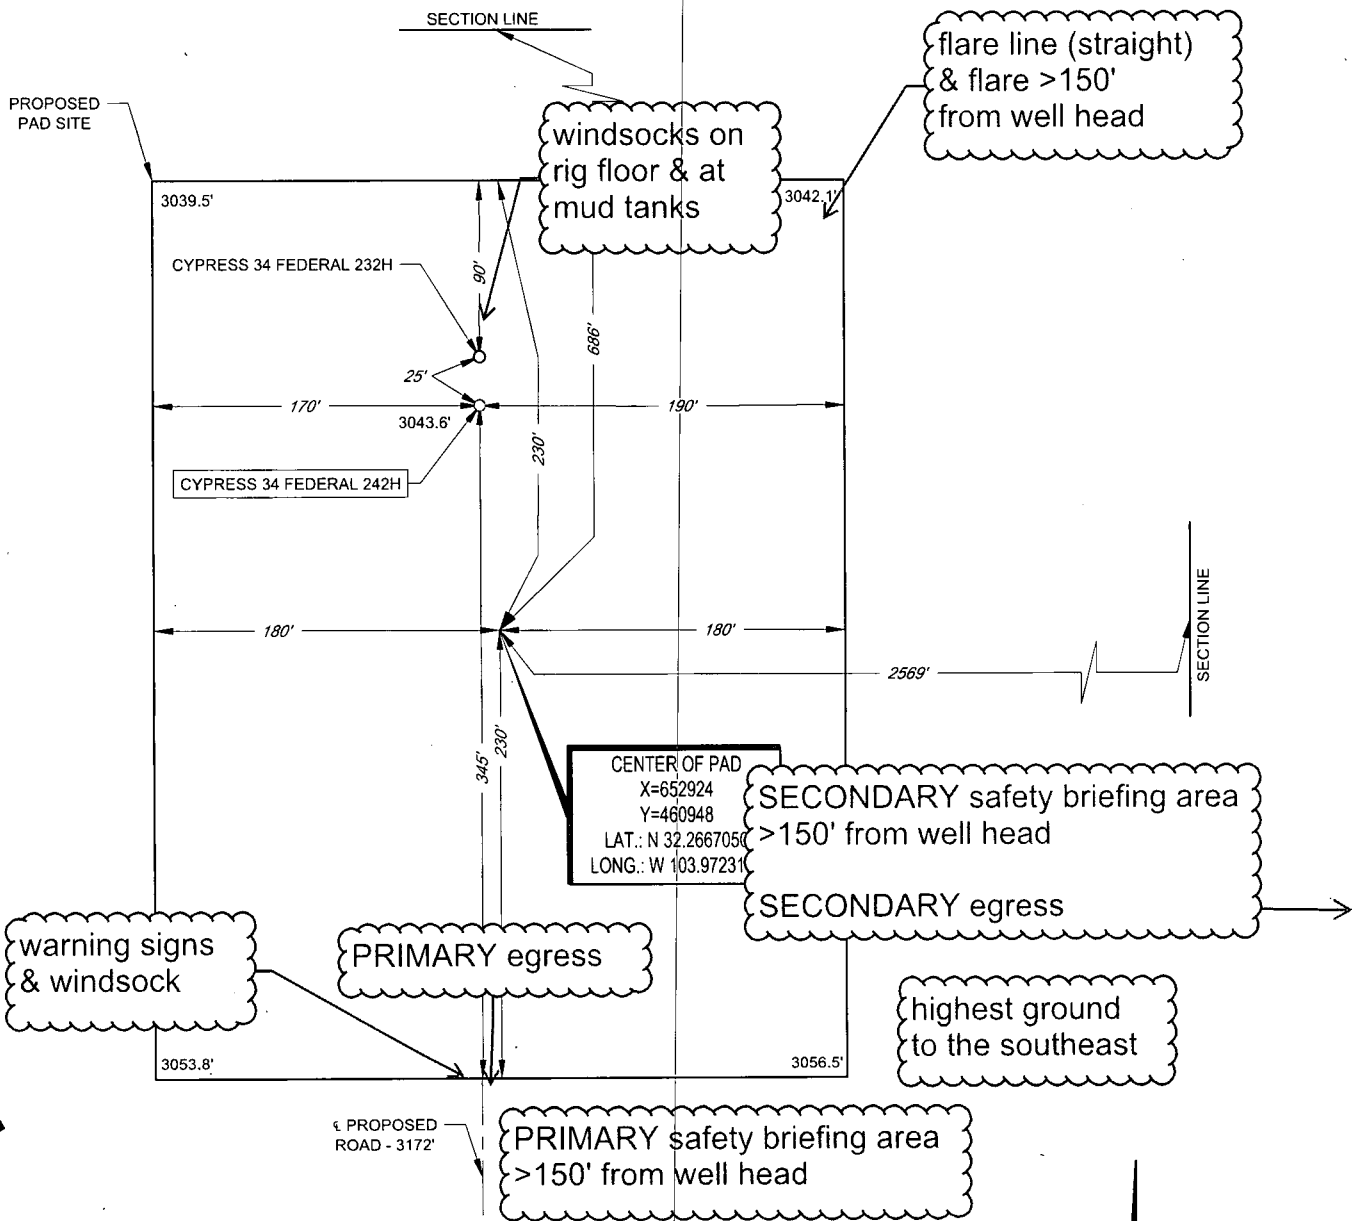 SECTION LINE
flare line (straight)
& flare >150'
from well head
PROPOSED
PAD SITE
windsocks on
rig floor & at
mud tanks
3039.5'
3042.1'
CYPRESS 34 FEDERAL 232H
90'
686'
25'
170'
190'
3043.6'
230'
CYPRESS 34 FEDERAL 242H
SECTION LINE
180'
180'
2569'
345'
230'
CENTER OF PAD
X=652924
Y=460948
LAT.: N 32.2667050
LONG.: W 103.97231
SECONDARY safety briefing area
>150' from well head
SECONDARY egress
warning signs
& windsock
PRIMARY egress
highest ground
to the southeast
3053.8'
3056.5'
℄ PROPOSED
ROAD - 3172'
PRIMARY safety briefing area
>150' from well head